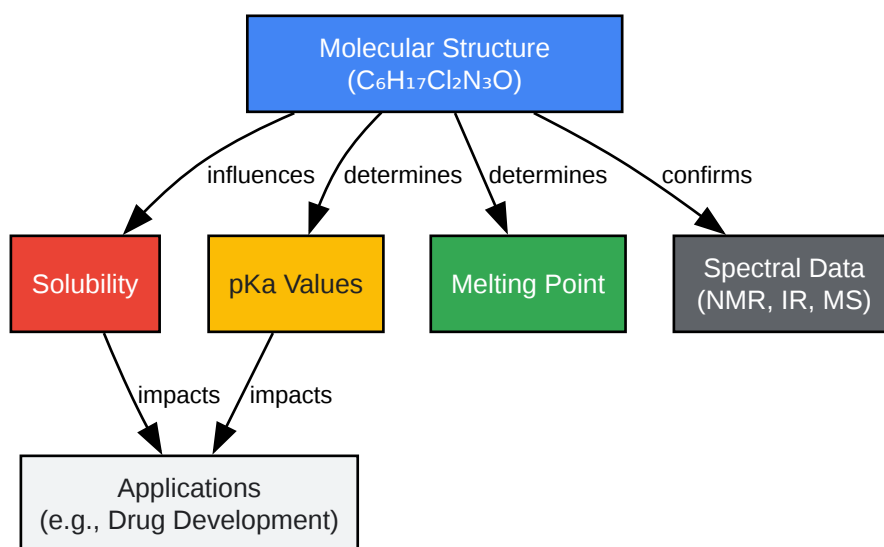 Molecular Structure
(C₆H₁₇Cl₂N₃O)
influences
determines
determines
confirms
Solubility
pKa Values
Melting Point
Spectral Data
(NMR, IR, MS)
impacts
impacts
Applications
(e.g., Drug Development)